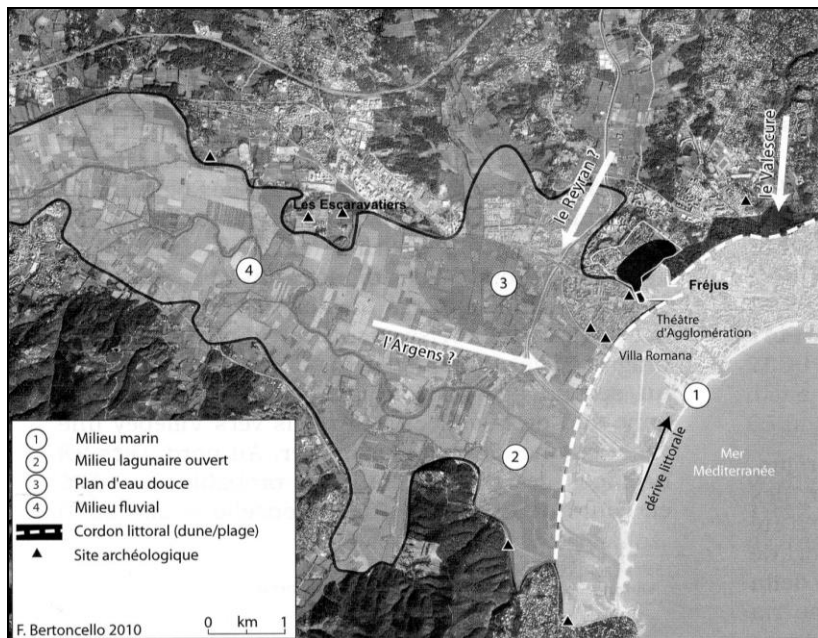 le Valescure
le Reyran ?
Les Escaravatiers
4
3
Fréjus
Théâtre
d'Agglomération
Villa Romana
l'Argens ?
1
2
dérive littorale
Mer
Méditerranée
1 Milieu marin
2 Milieu lagunaire ouvert
3 Plan d'eau douce
4 Milieu fluvial
Cordon littoral (dune/plage)
Site archéologique
F. Bertoncello 2010
0 km 1